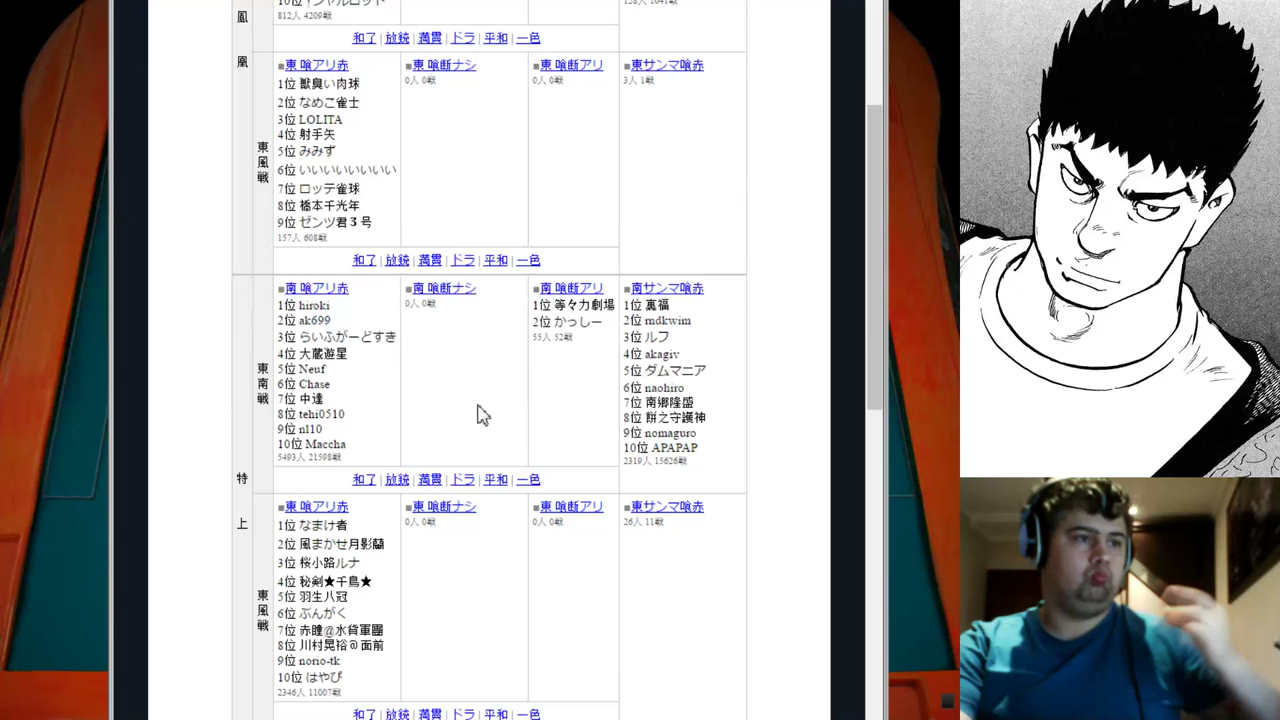 812人 4209戦
128人 1041戦
鳳
和了 | 放銃 | 満貫 | ドラ | 平和 | 一色
凰
■東 喰アリ赤
1位 獣臭い肉球
2位 なめこ雀士
3位 LOLITA
4位 射手矢
5位 みみず
6位 いいいいいいいい
7位 ロッテ雀球
8位 橋本千光年
9位 ゼンツ君3号
157人 608戦
■東 喰断ナシ
0人 0戦
■東 喰断アリ
0人 0戦
■東サンマ喰赤
3人 1戦
東風戦
和了 | 放銃 | 満貫 | ドラ | 平和 | 一色
■南 喰アリ赤
1位 hiroki
2位 ak699
3位 らいふがーどすき
4位 大蔵遊星
5位 Neuf
6位 Chase
7位 中達
8位 tehi0510
9位 nl10
10位 Maccha
5493人 21598戦
■南 喰断ナシ
0人 0戦
■南 喰断アリ
1位 等々力劇場
2位 かっしー
55人 52戦
■南サンマ喰赤
1位 裏福
2位 mdkwim
3位 ルフ
4位 akagiv
5位 ダムマニア
6位 naohiro
7位 南郷隆盛
8位 餅之守護神
9位 nomaguro
10位 APAPAP
2319人 15626戦
東南戦
和了 | 放銃 | 満貫 | ドラ | 平和 | 一色
特
上
■東 喰アリ赤
1位 なまけ者
2位 風まかせ月影蘭
3位 桜小路ルナ
4位 秘剣★千鳥★
5位 羽生八冠
6位 ぶんがく
7位 赤瞳@水貨軍團
8位 川村晃裕@面前
9位 norio-tk
10位 はやぴ
2346人 11007戦
■東 喰断ナシ
0人 0戦
■東 喰断アリ
0人 0戦
■東サンマ喰赤
26人 11戦
東風戦
和了 | 放銃 | 満貫 | ドラ | 平和 | 一色